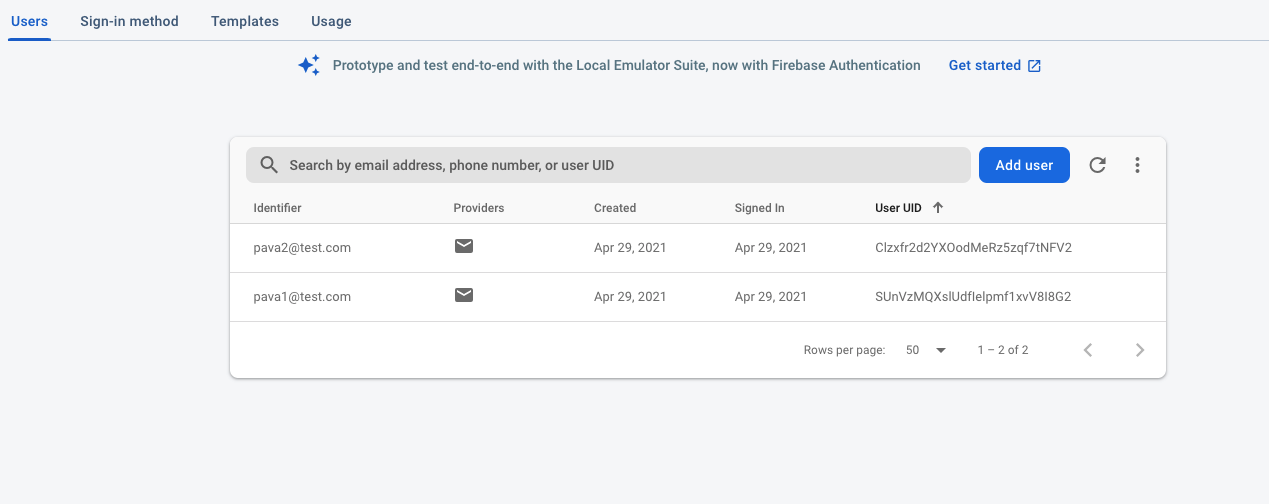 Users Sign-in method Templates Usage
Prototype and test end-to-end with the Local Emulator Suite, now with Firebase Authentication Get started
Search by email address, phone number, or user UID Add user
Identifier Providers Created Signed In User UID
pava2@test.com Apr 29, 2021 Apr 29, 2021 Clzxfr2d2YXOodMeRz5zqf7tNFV2
pava1@test.com Apr 29, 2021 Apr 29, 2021 SUnVzMQXslUdfIelpmf1xvV8I8G2
Rows per page: 50 1 – 2 of 2